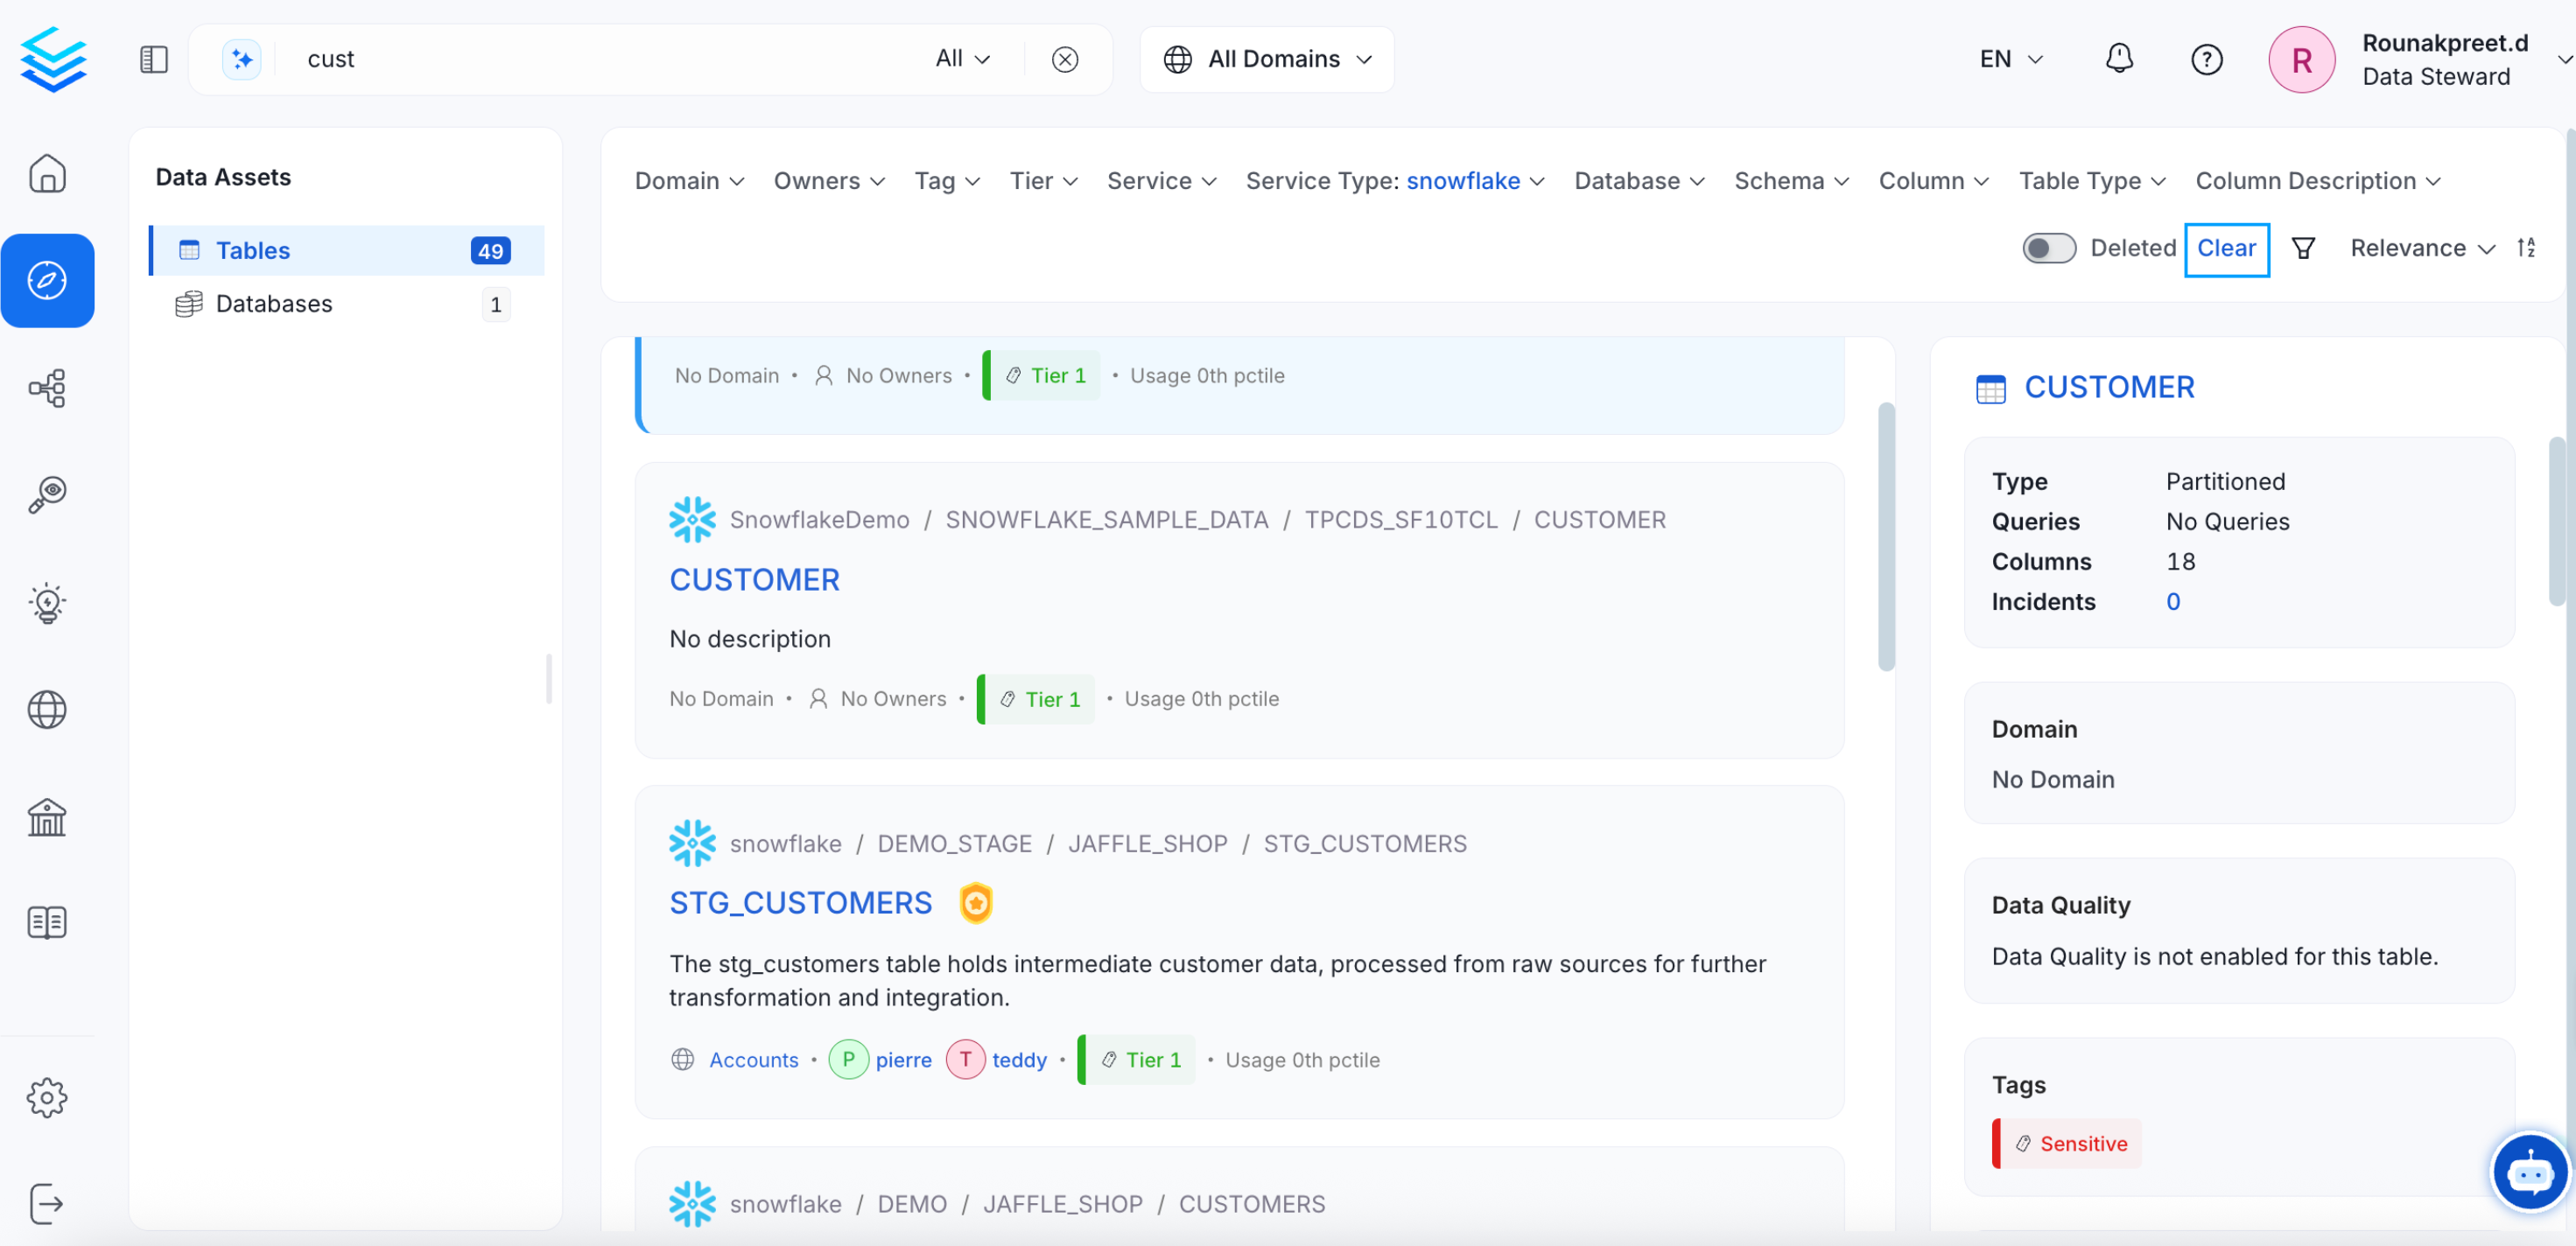 cust
All
All Domains
EN
R
Rounakpreet.d
Data Steward
Data Assets
Tables 49
Databases 1
Domain Owners Tag Tier Service Service Type: snowflake Database Schema Column Table Type Column Description
Deleted Clear Relevance
No Domain • No Owners • Tier 1 • Usage 0th pctile
SnowflakeDemo / SNOWFLAKE_SAMPLE_DATA / TPCDS_SF10TCL / CUSTOMER
CUSTOMER
No description
No Domain • No Owners • Tier 1 • Usage 0th pctile
snowflake / DEMO_STAGE / JAFFLE_SHOP / STG_CUSTOMERS
STG_CUSTOMERS
The stg_customers table holds intermediate customer data, processed from raw sources for further
transformation and integration.
Accounts • P pierre T teddy • Tier 1 • Usage 0th pctile
snowflake / DEMO / JAFFLE_SHOP / CUSTOMERS
CUSTOMER
Type Partitioned
Queries No Queries
Columns 18
Incidents 0
Domain
No Domain
Data Quality
Data Quality is not enabled for this table.
Tags
Sensitive